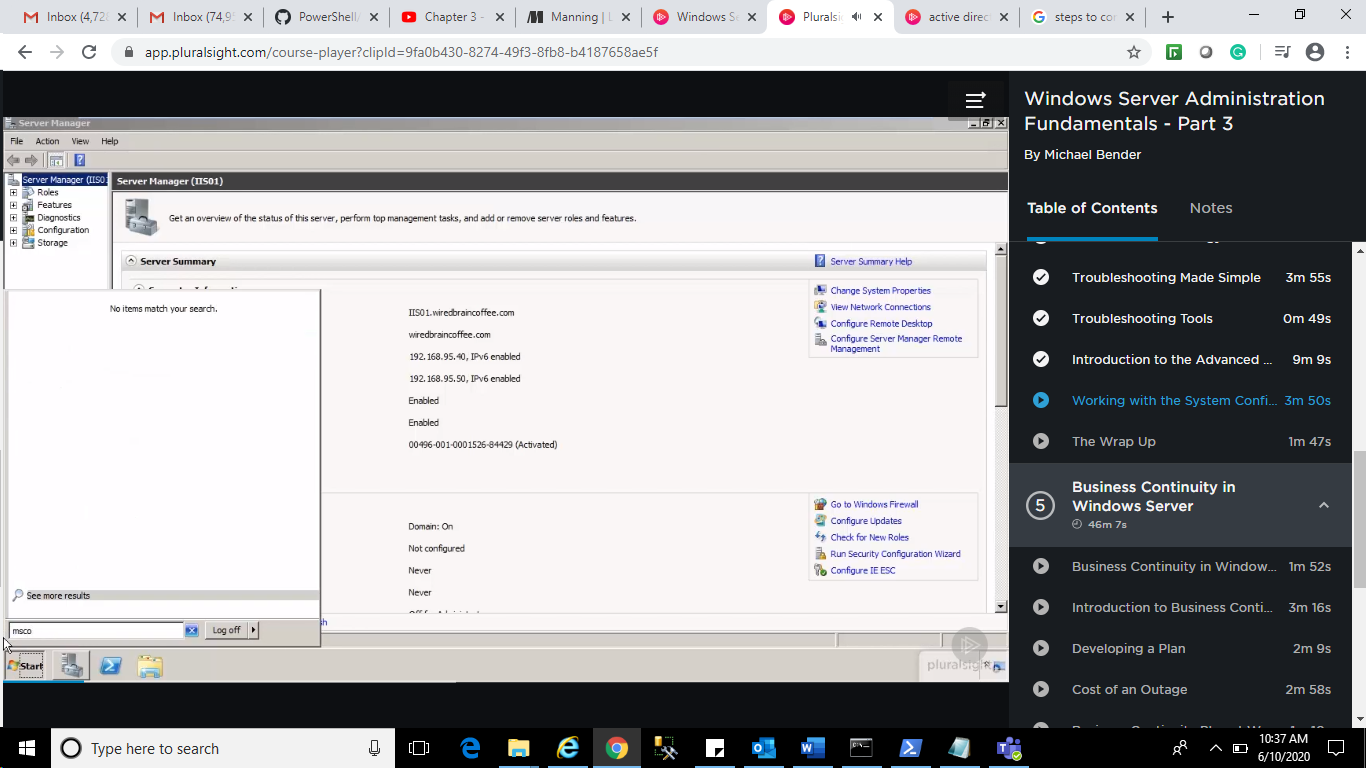 Inbox (4,728
Inbox (74,95
PowerShell/
Chapter 3 -
Manning | L
Windows Se
Pluralsi
active direc
steps to co
app.pluralsight.com/course-player?clipId=9fa0b430-8274-49f3-8fb8-b4187658ae5f
Server Manager
File Action View Help
Server Manager (IIS01
Roles
Features
Diagnostics
Configuration
Storage
Server Manager (IIS01)
Get an overview of the status of this server, perform top management tasks, and add or remove server roles and features.
Server Summary
Server Summary Help
IIS01.wiredbraincoffee.com
wiredbraincoffee.com
192.168.95.40, IPv6 enabled
192.168.95.50, IPv6 enabled
Enabled
Enabled
00496-001-0001526-84429 (Activated)
Change System Properties
View Network Connections
Configure Remote Desktop
Configure Server Manager Remote
Management
Domain: On
Not configured
Never
Never
Go to Windows Firewall
Configure Updates
Check for New Roles
Run Security Configuration Wizard
Configure IE ESC
No items match your search.
See more results
msco
Log off
Start
pluralsight
Windows Server Administration
Fundamentals - Part 3
By Michael Bender
Table of Contents Notes
Troubleshooting Made Simple 3m 55s
Troubleshooting Tools 0m 49s
Introduction to the Advanced ... 9m 9s
Working with the System Confi... 3m 50s
The Wrap Up 1m 47s
5
Business Continuity in
Windows Server
46m 7s
Business Continuity in Window... 1m 52s
Introduction to Business Conti... 3m 16s
Developing a Plan 2m 9s
Cost of an Outage 2m 58s
Type here to search
10:37 AM
6/10/2020